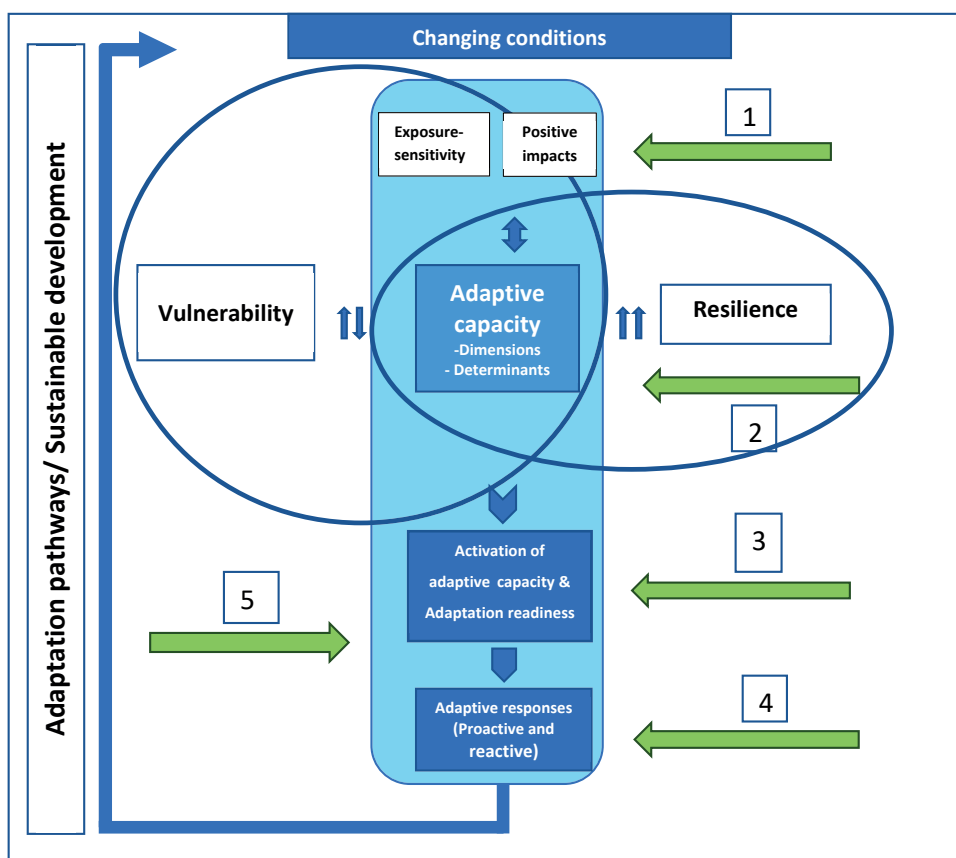 Changing conditions
Adaptation pathways/ Sustainable development
Exposure-
sensitivity
Positive
impacts
1
Vulnerability
Adaptive
capacity
-Dimensions
- Determinants
Resilience
2
Activation of
adaptive capacity &
Adaptation readiness
3
5
Adaptive responses
(Proactive and
reactive)
4